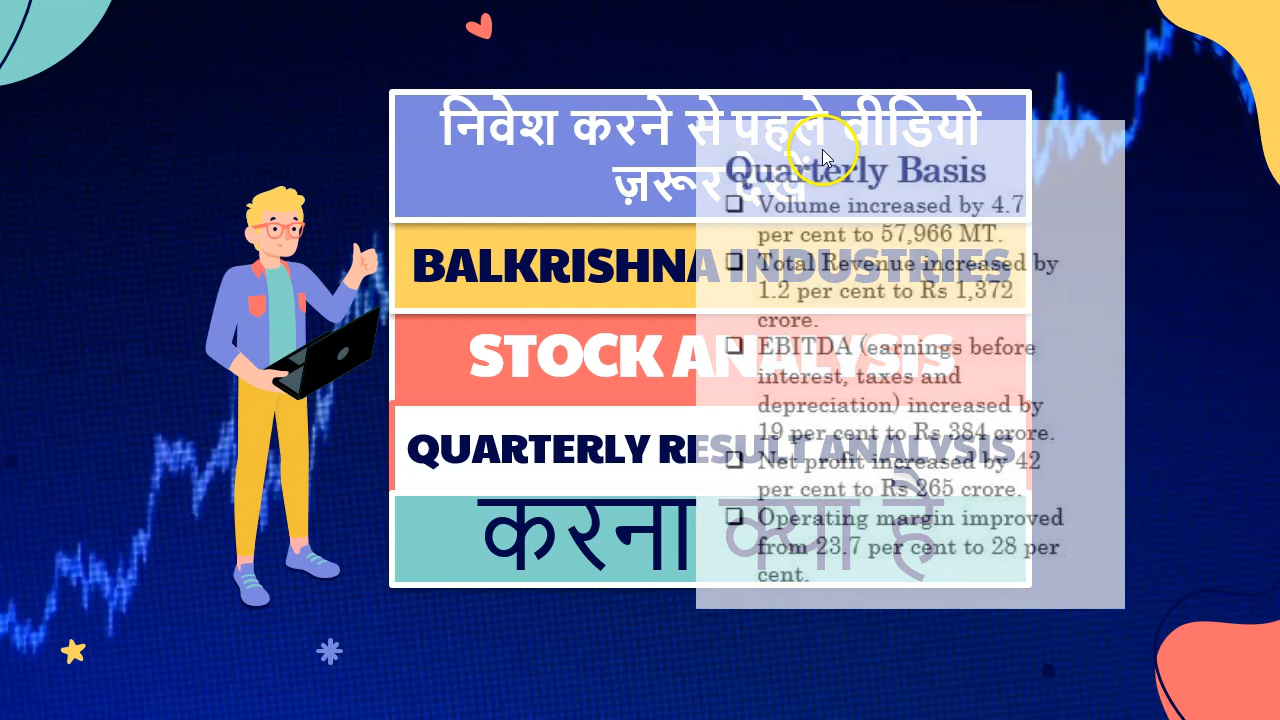 निवेश करने से पहले वीडियो
ज़रूर देखें
BALKRISHNA INDUSTRIES
STOCK ANALYSIS
QUARTERLY RESULT ANALYSIS
करना क्या है
Quarterly Basis
❑ Volume increased by 4.7
per cent to 57,966 MT.
❑ Total Revenue increased by
1.2 per cent to Rs 1,372
crore.
❑ EBITDA (earnings before
interest, taxes and
depreciation) increased by
19 per cent to Rs 384 crore.
❑ Net profit increased by 42
per cent to Rs 265 crore.
❑ Operating margin improved
from 23.7 per cent to 28 per
cent.